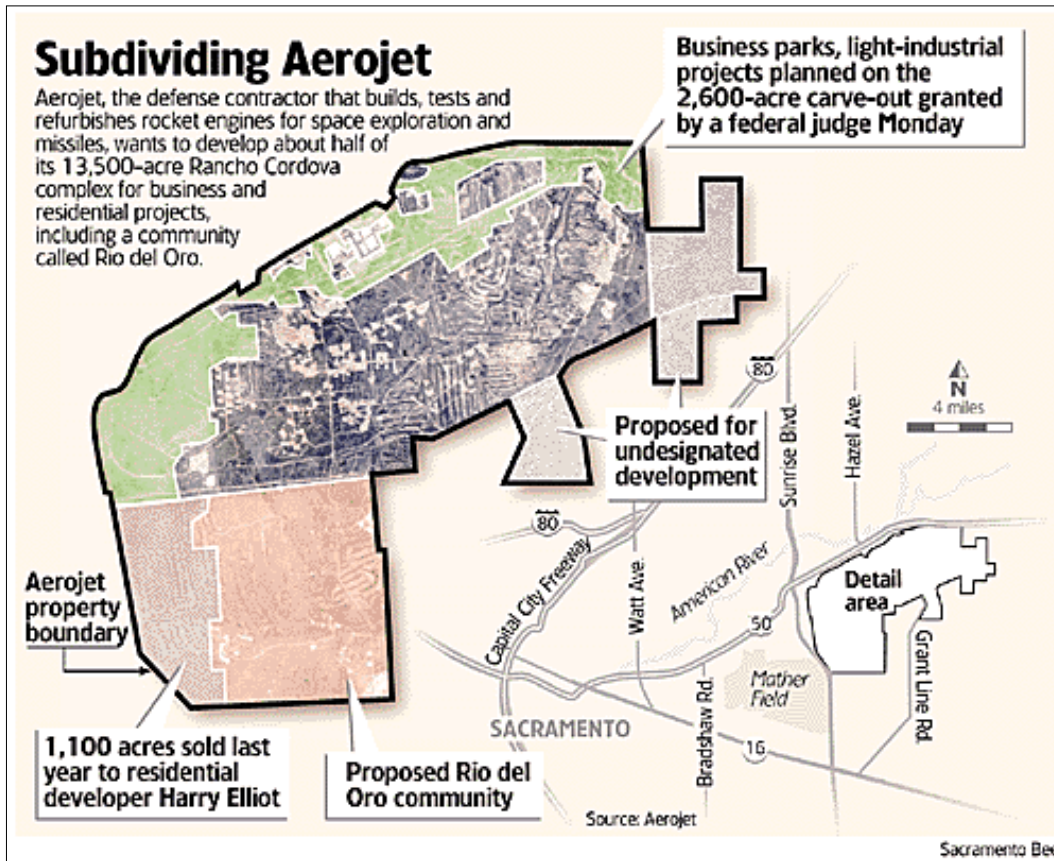 Subdividing Aerojet
Aerojet, the defense contractor that builds, tests and
refurbishes rocket engines for space exploration and
missiles, wants to develop about half of
its 13,500-acre Rancho Cordova
complex for business and
residential projects,
including a community
called Rio del Oro.
Business parks, light-industrial
projects planned on the
2,600-acre carve-out granted
by a federal judge Monday
Proposed for
undesignated
development
80
Sunrise Blvd.
Hazel Ave.
N
4 miles
80
Capital City Freeway
Watt Ave.
American River
Detail
area
50
Grant Line Rd.
Mather
Field
Bradshaw Rd.
SACRAMENTO
16
Aerojet
property
boundary
1,100 acres sold last
year to residential
developer Harry Elliot
Proposed Rio del
Oro community
Source: Aerojet
Sacramento Bee